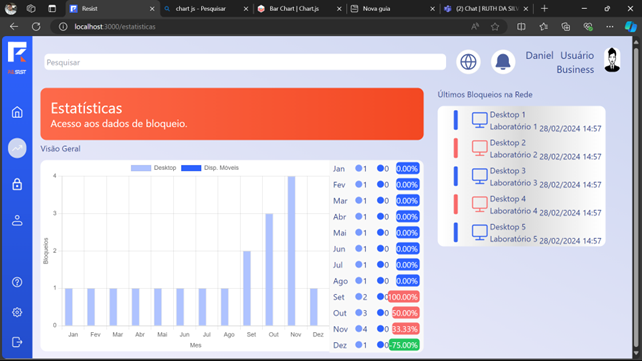 Resist
chart js - Pesquisar
Bar Chart | Chart.js
Nova guia
(2) Chat | RUTH DA SILV
localhost:3000/estatisticas
RESIST
Pesquisar
Daniel Usuário
Business
Estatísticas
Acesso aos dados de bloqueio.
Visão Geral
Desktop Disp. Móveis
Bloqueios
4
3
2
1
0
Jan Fev Mar Abr Mai Jun Jul Ago Set Out Nov Dez
Mes
Jan 1 0 0.00%
Fev 1 0 0.00%
Mar 1 0 0.00%
Abr 1 0 0.00%
Mai 1 0 0.00%
Jun 1 0 0.00%
Jul 1 0 0.00%
Ago 1 0 0.00%
Set 2 0 100.00%
Out 3 0 50.00%
Nov 4 0 33.33%
Dez 1 0 -75.00%
Últimos Bloqueios na Rede
Desktop 1
Laboratório 1 28/02/2024 14:57
Desktop 2
Laboratório 2 28/02/2024 14:57
Desktop 3
Laboratório 3 28/02/2024 14:57
Desktop 4
Laboratório 4 28/02/2024 14:57
Desktop 5
Laboratório 5 28/02/2024 14:57